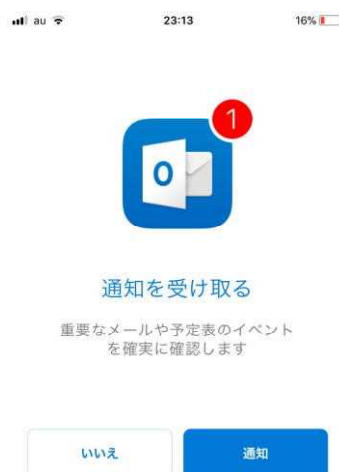 au 23:13 16%
1
O
通知を受け取る
重要なメールや予定表のイベント
を確実に確認します
いいえ 通知